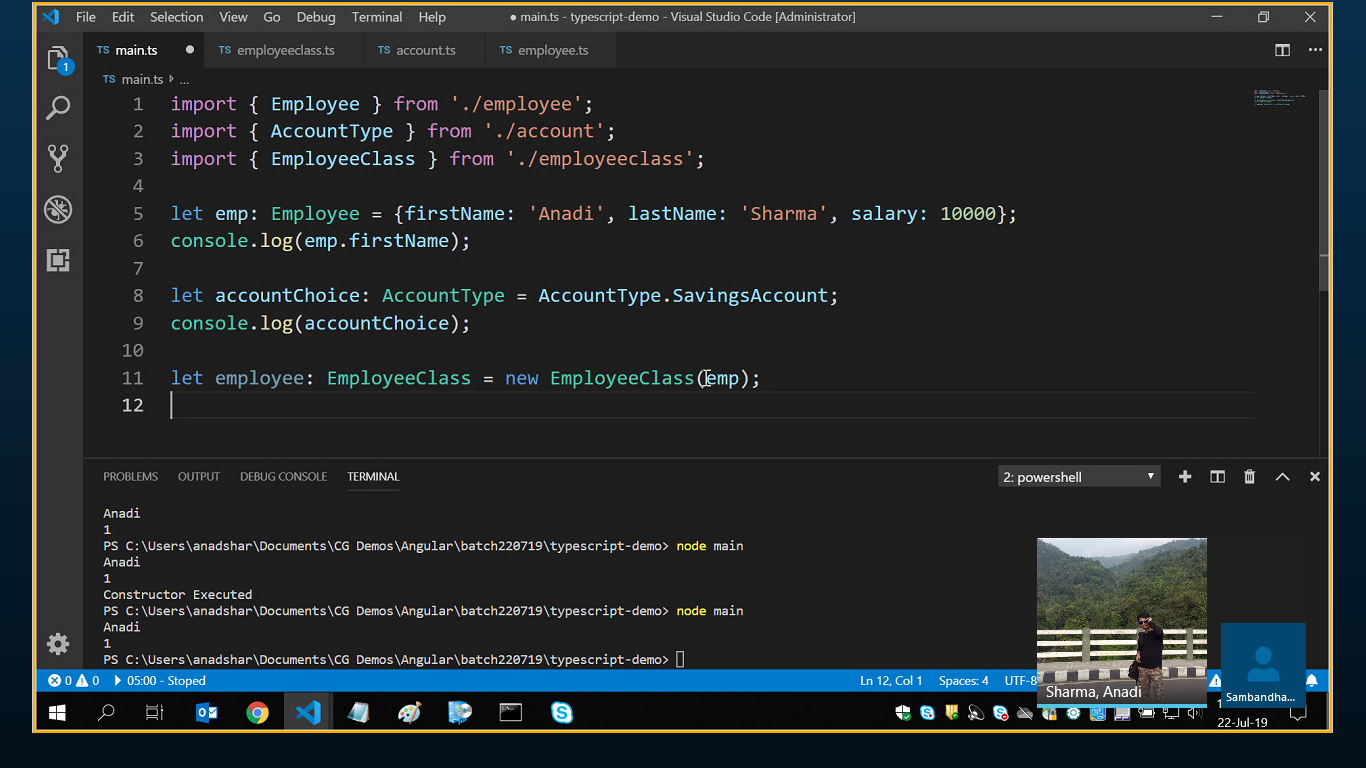 File Edit Selection View Go Debug Terminal Help ● main.ts - typescript-demo - Visual Studio Code [Administrator]
TS main.ts ● TS employeeclass.ts TS account.ts TS employee.ts
1
TS main.ts ...
1 import { Employee } from './employee';
2 import { AccountType } from './account';
3 import { EmployeeClass } from './employeeclass';
4
5 let emp: Employee = {firstName: 'Anadi', lastName: 'Sharma', salary: 10000};
6 console.log(emp.firstName);
7
8 let accountChoice: AccountType = AccountType.SavingsAccount;
9 console.log(accountChoice);
10
11 let employee: EmployeeClass = new EmployeeClass(emp);
12
PROBLEMS OUTPUT DEBUG CONSOLE TERMINAL 2: powershell
Anadi
1
PS C:\Users\anadshar\Documents\CG Demos\Angular\batch220719\typescript-demo> node main
Anadi
1
Constructor Executed
PS C:\Users\anadshar\Documents\CG Demos\Angular\batch220719\typescript-demo> node main
Anadi
1
PS C:\Users\anadshar\Documents\CG Demos\Angular\batch220719\typescript-demo>
0 0 05:00 - Stoped Ln 12, Col 1 Spaces: 4 UTF-8
Sharma, Anadi
Sambandha...
22-Jul-19